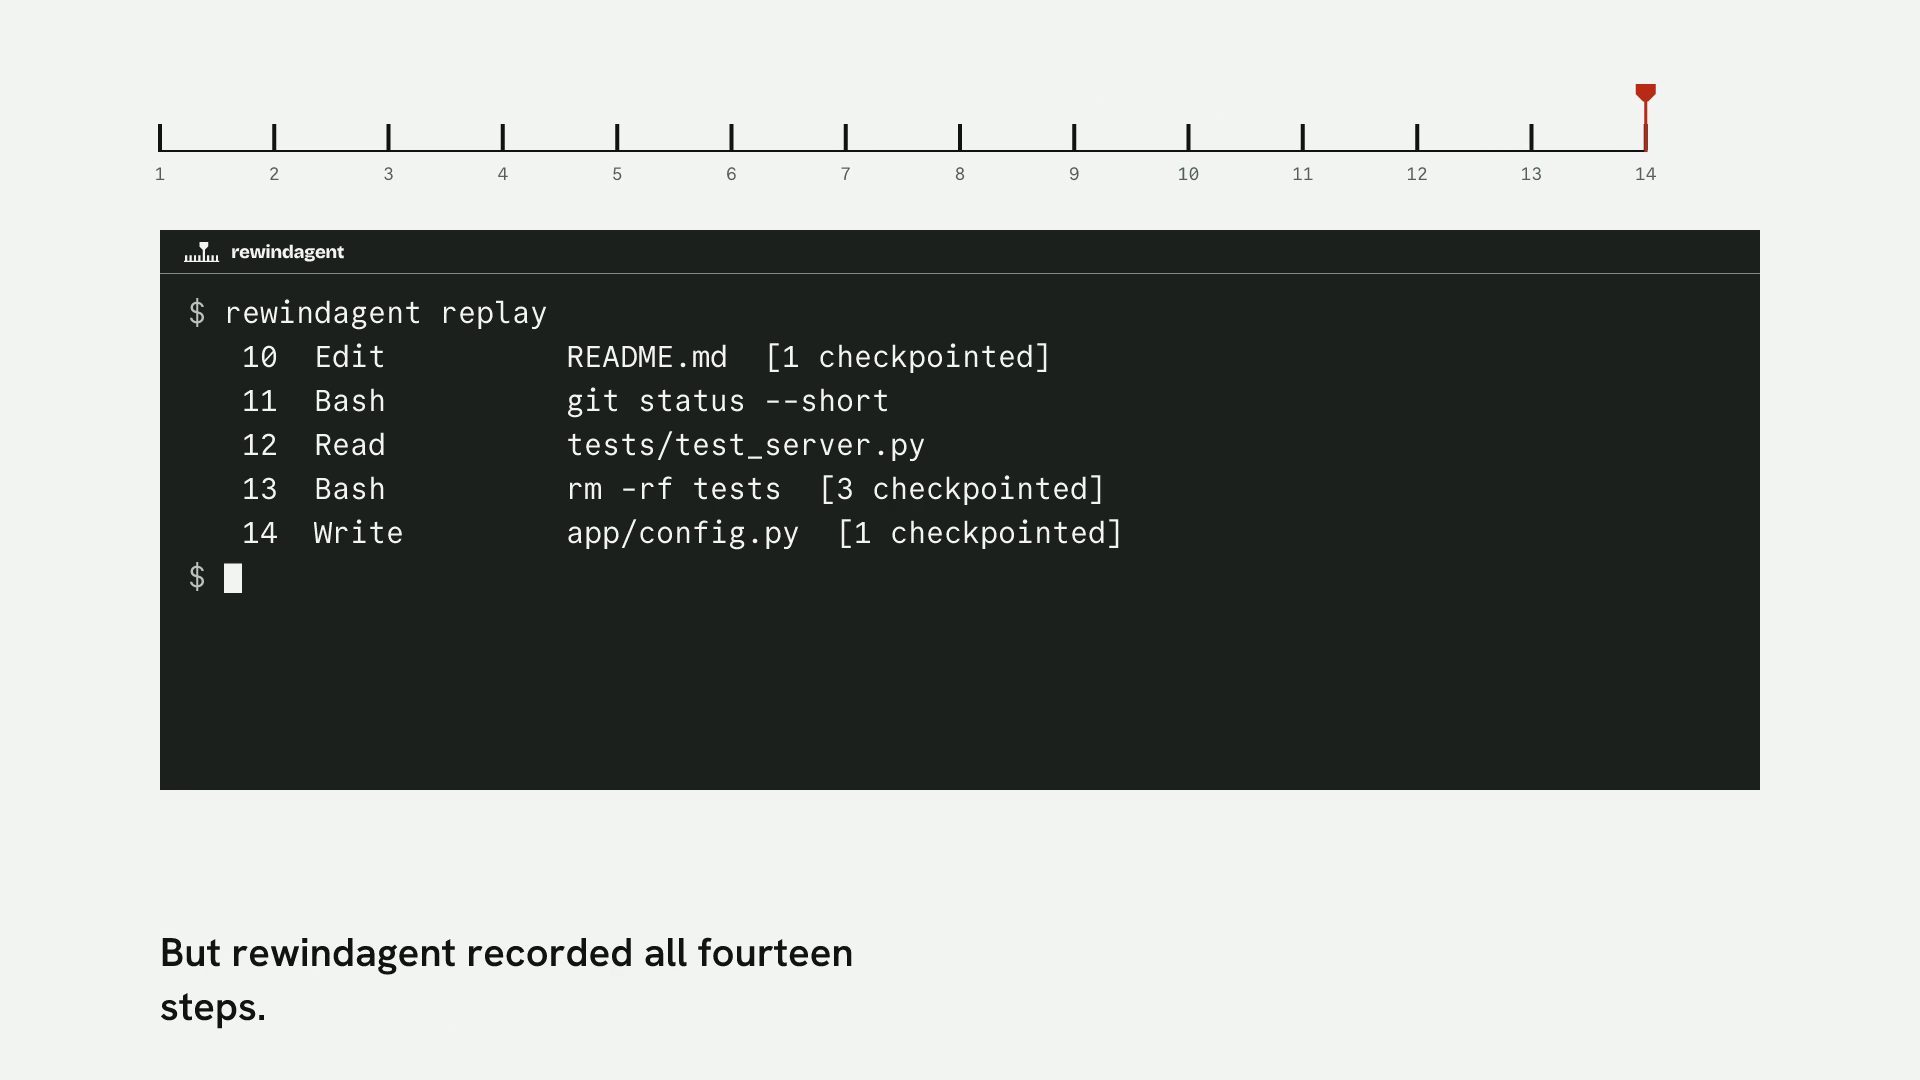 1 2 3 4 5 6 7 8 9 10 11 12 13 14
rewindagent
$ rewindagent replay
10 Edit README.md [1 checkpointed]
11 Bash git status --short
12 Read tests/test_server.py
13 Bash rm -rf tests [3 checkpointed]
14 Write app/config.py [1 checkpointed]
$
But rewindagent recorded all fourteen
steps.